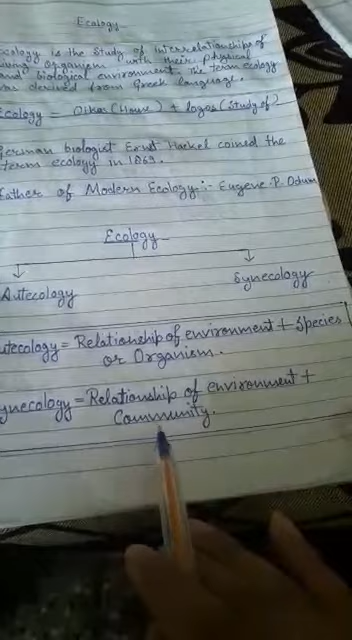 Ecology
Ecology is the study of interrelationships of
living organism with their physical
and biological environment. The term ecology
was derived from Greek language.
Ecology = Oikos (House) + logos (study of)
German biologist Ernst Haekel coined the
term ecology in 1869.
Father of Modern Ecology:- Eugene. P. Odum
Ecology
Autecology Synecology
utecology = Relationship of environment + Species
or Organism.
ynecology = Relationship of environment +
Community.